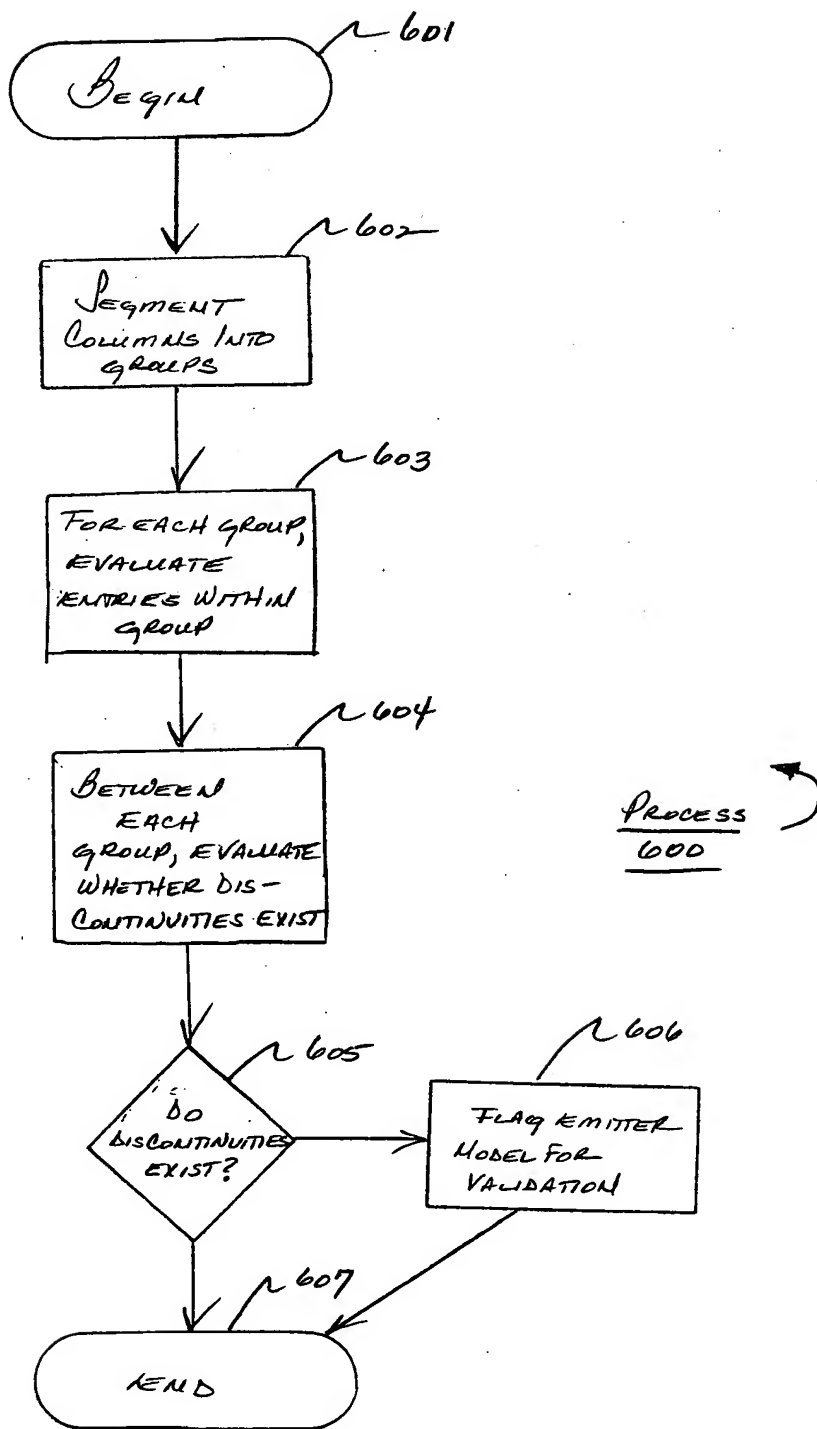 601
BEGIN
602
SEGMENT
COLUMNS INTO
GROUPS
603
FOR EACH GROUP,
EVALUATE
ENTRIES WITHIN
GROUP
604
BETWEEN
EACH
GROUP, EVALUATE
WHETHER DIS-
CONTINUITIES EXIST
PROCESS
600
605
DO
DISCONTINUITIES
EXIST?
606
FLAG EMITTER
MODEL FOR
VALIDATION
607
END